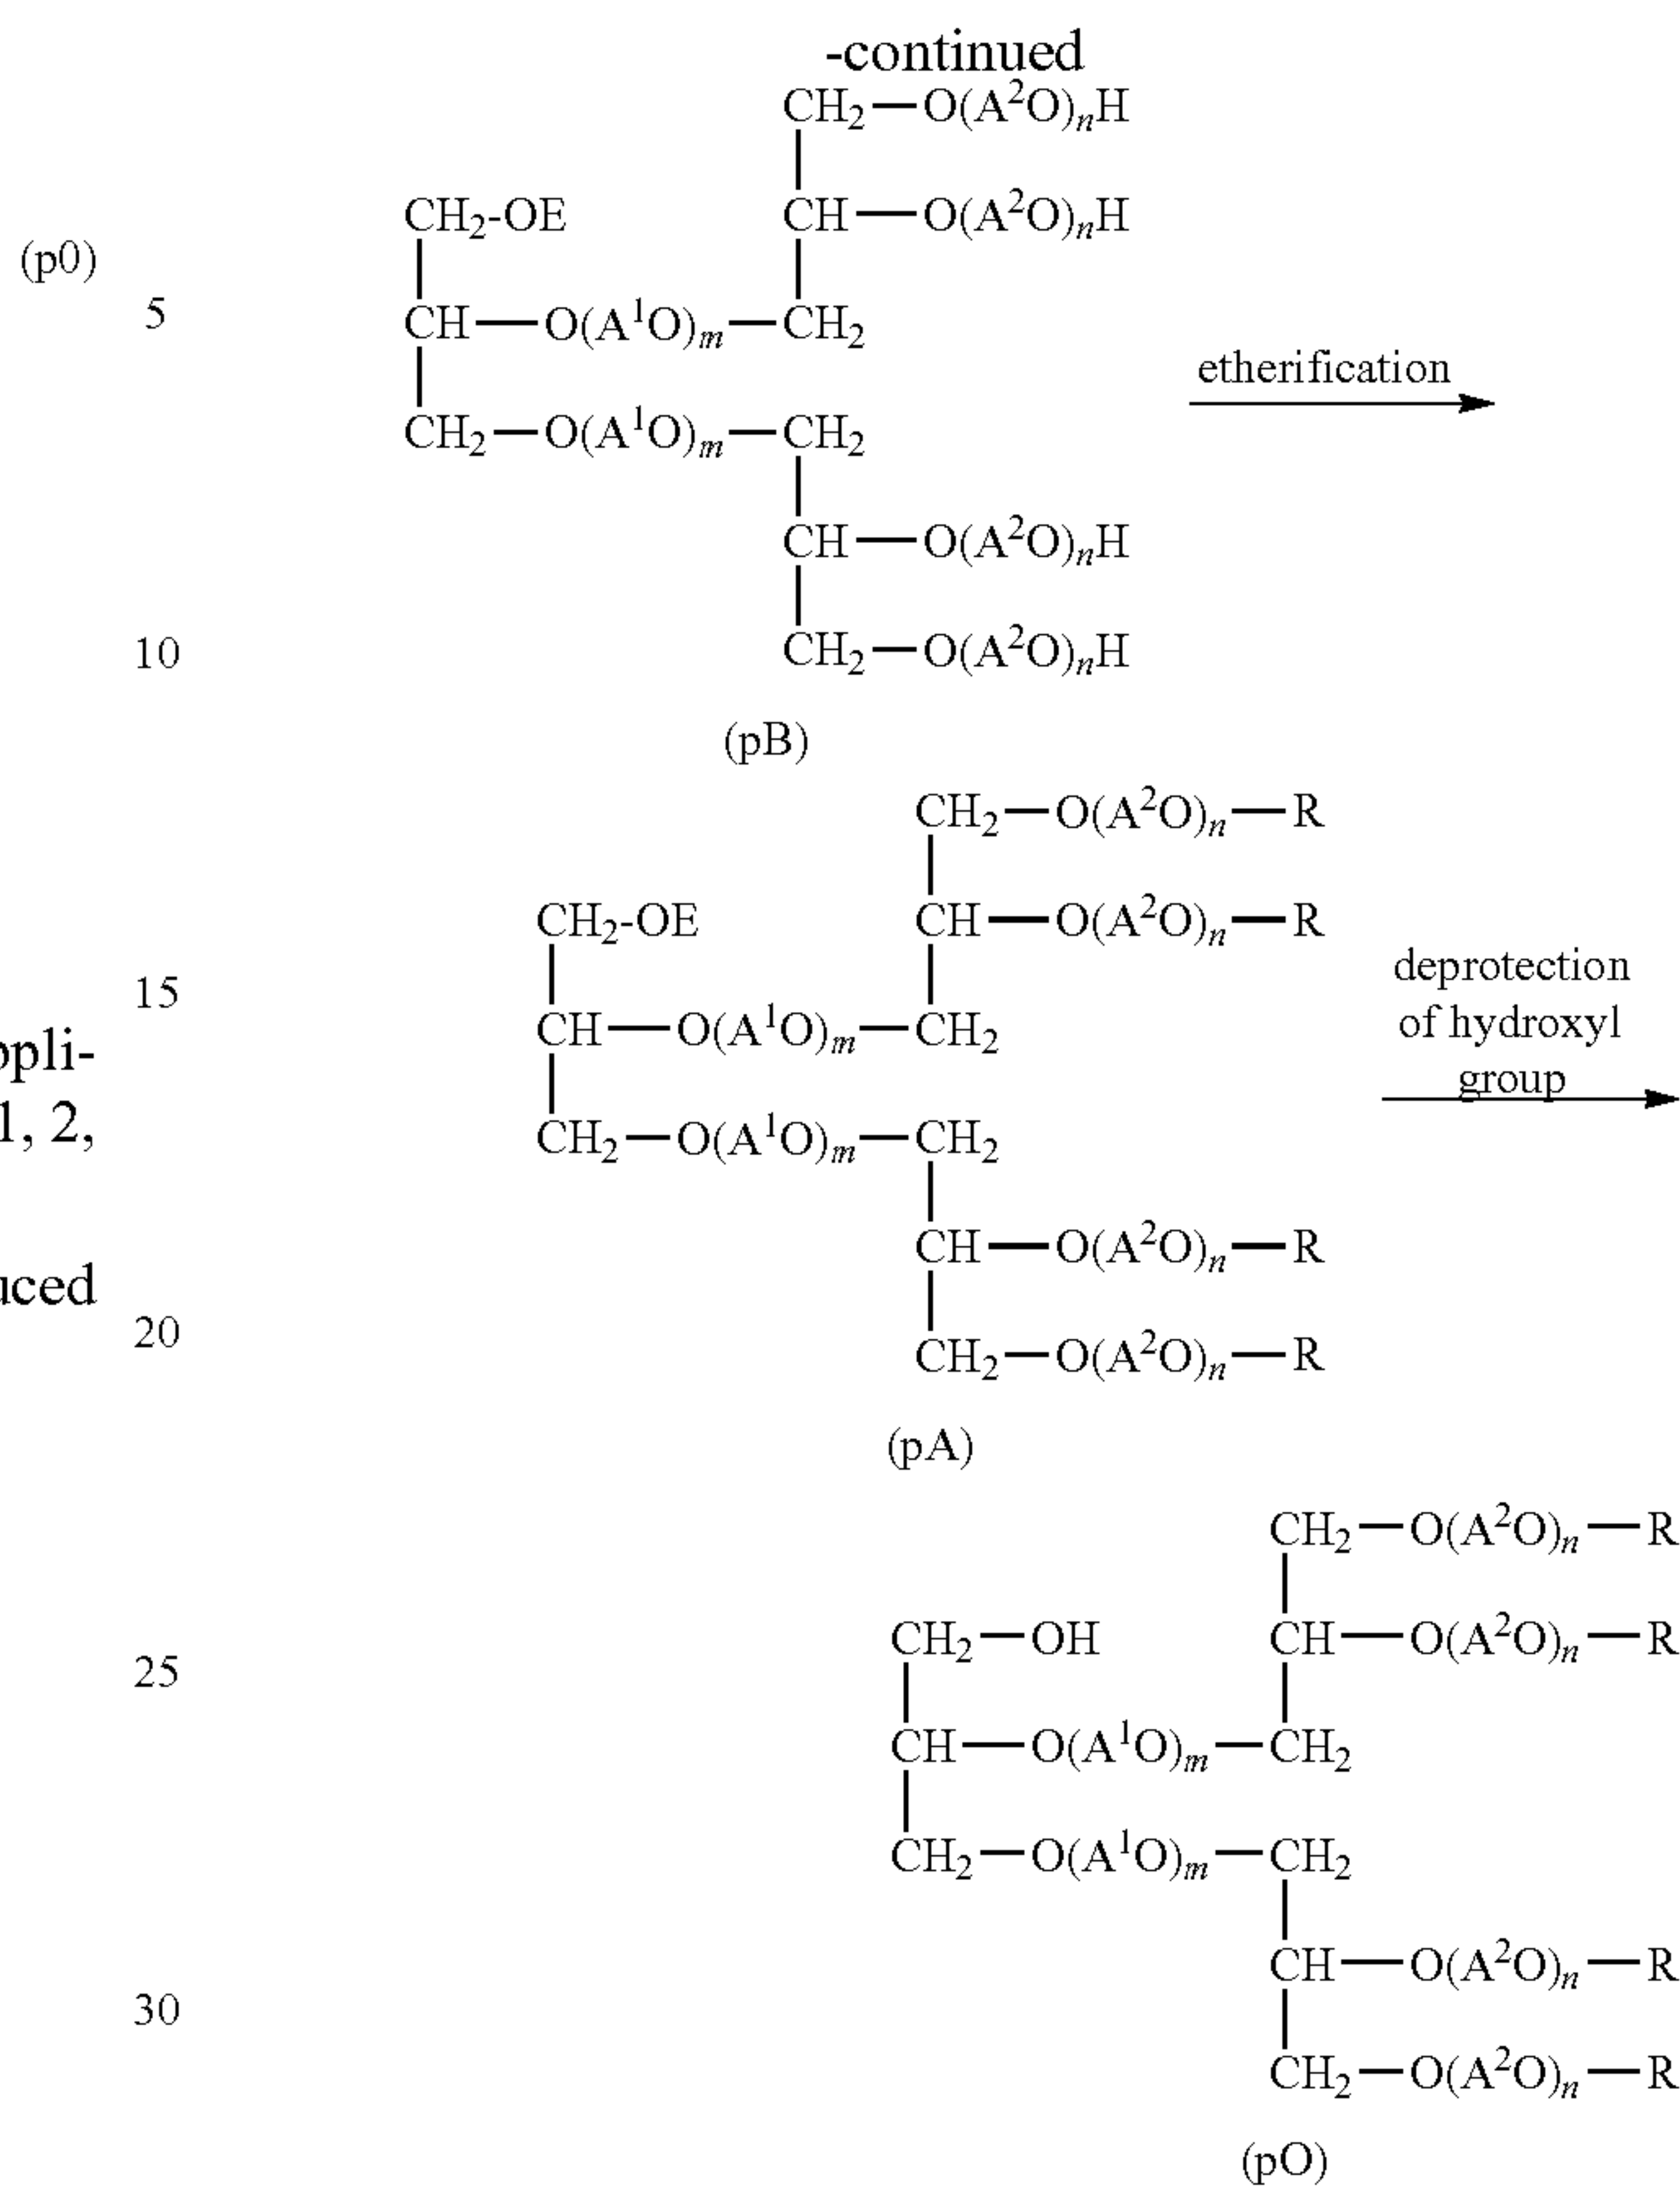 -continued
CH₂—O(A²O)ₙH
CH₂-OE CH—O(A²O)ₙH
(p0)
5
CH—O(A¹O)ₘ—CH₂
etherification
CH₂—O(A¹O)ₘ—CH₂
CH—O(A²O)ₙH
10 CH₂—O(A²O)ₙH
(pB)
CH₂—O(A²O)ₙ—R
CH₂-OE CH—O(A²O)ₙ—R
deprotection
of hydroxyl
group
15
CH—O(A¹O)ₘ—CH₂
1, 2,
CH₂—O(A¹O)ₘ—CH₂
CH—O(A²O)ₙ—R
20
CH₂—O(A²O)ₙ—R
(pA)
CH₂—O(A²O)ₙ—R
CH₂—OH CH—O(A²O)ₙ—R
25
CH—O(A¹O)ₘ—CH₂
CH₂—O(A¹O)ₘ—CH₂
CH—O(A²O)ₙ—R
30
CH₂—O(A²O)ₙ—R
(pO)